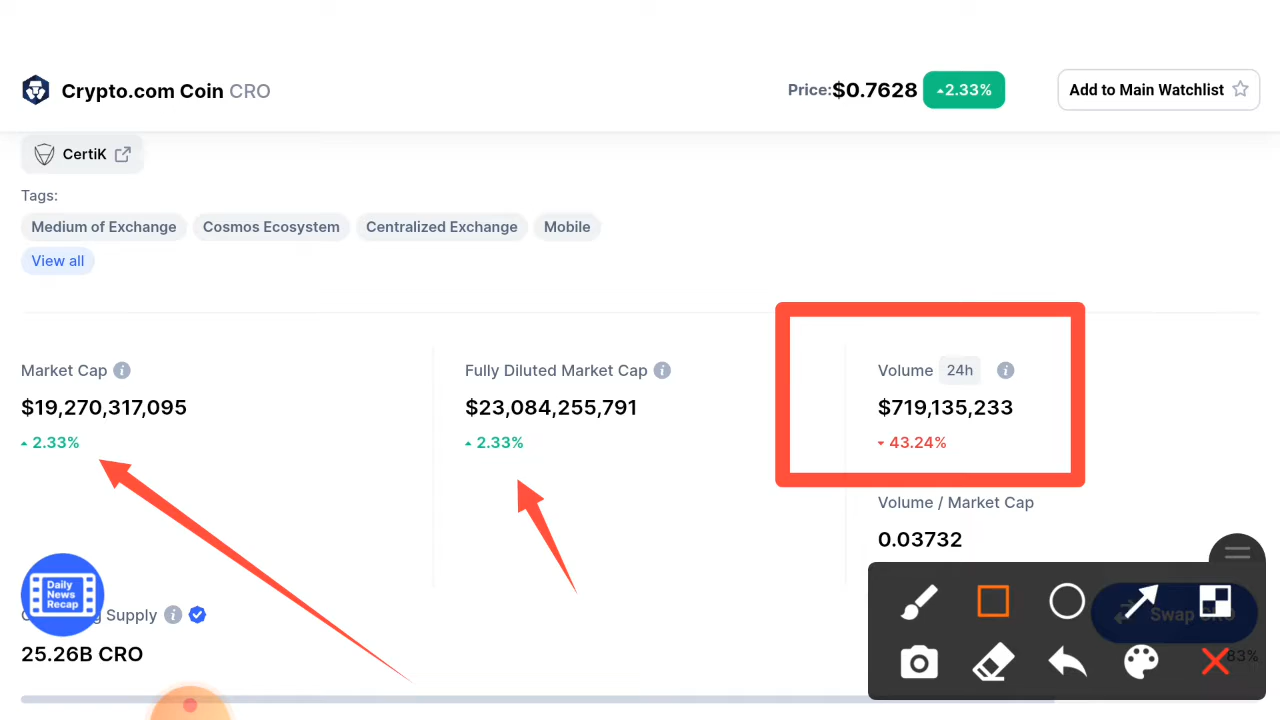 Crypto.com Coin CRO
Price:$0.7628 2.33%
Add to Main Watchlist
CertiK
Tags:
Medium of Exchange Cosmos Ecosystem Centralized Exchange Mobile
View all
Market Cap
$19,270,317,095
2.33%
Fully Diluted Market Cap
$23,084,255,791
2.33%
Volume 24h
$719,135,233
43.24%
Volume / Market Cap
0.03732
Daily
News
Recap
Supply
25.26B CRO
Swap CRO
83%